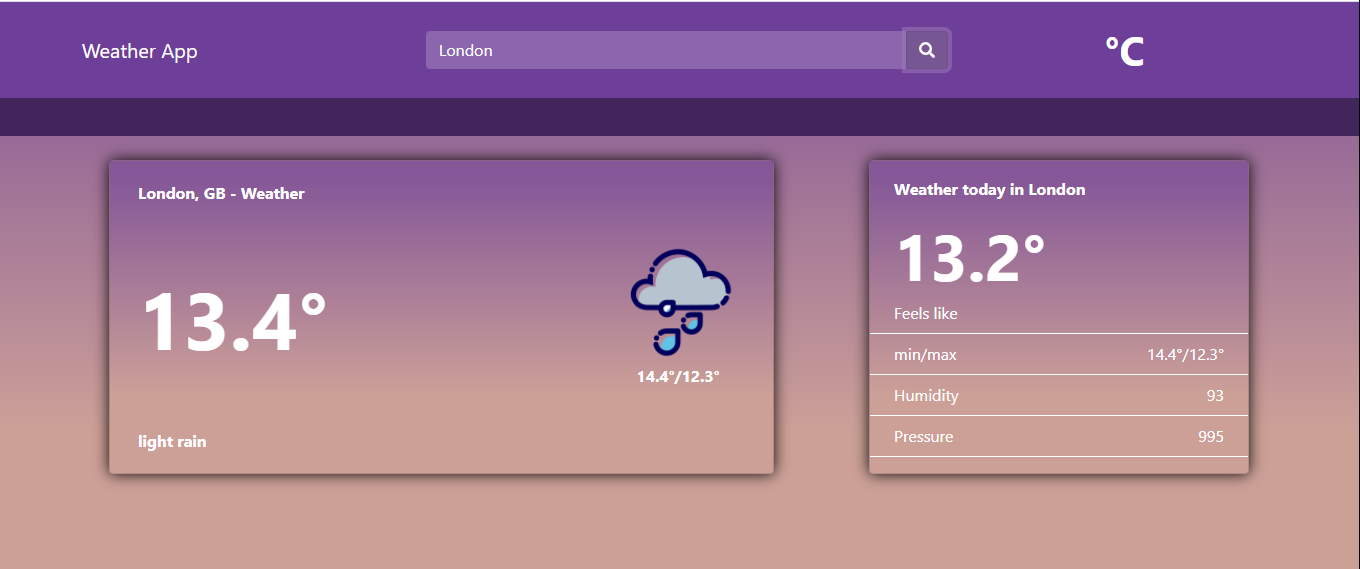 Weather App
London
°C
London, GB - Weather
13.4°
14.4°/12.3°
light rain
Weather today in London
13.2°
Feels like
min/max 14.4°/12.3°
Humidity 93
Pressure 995